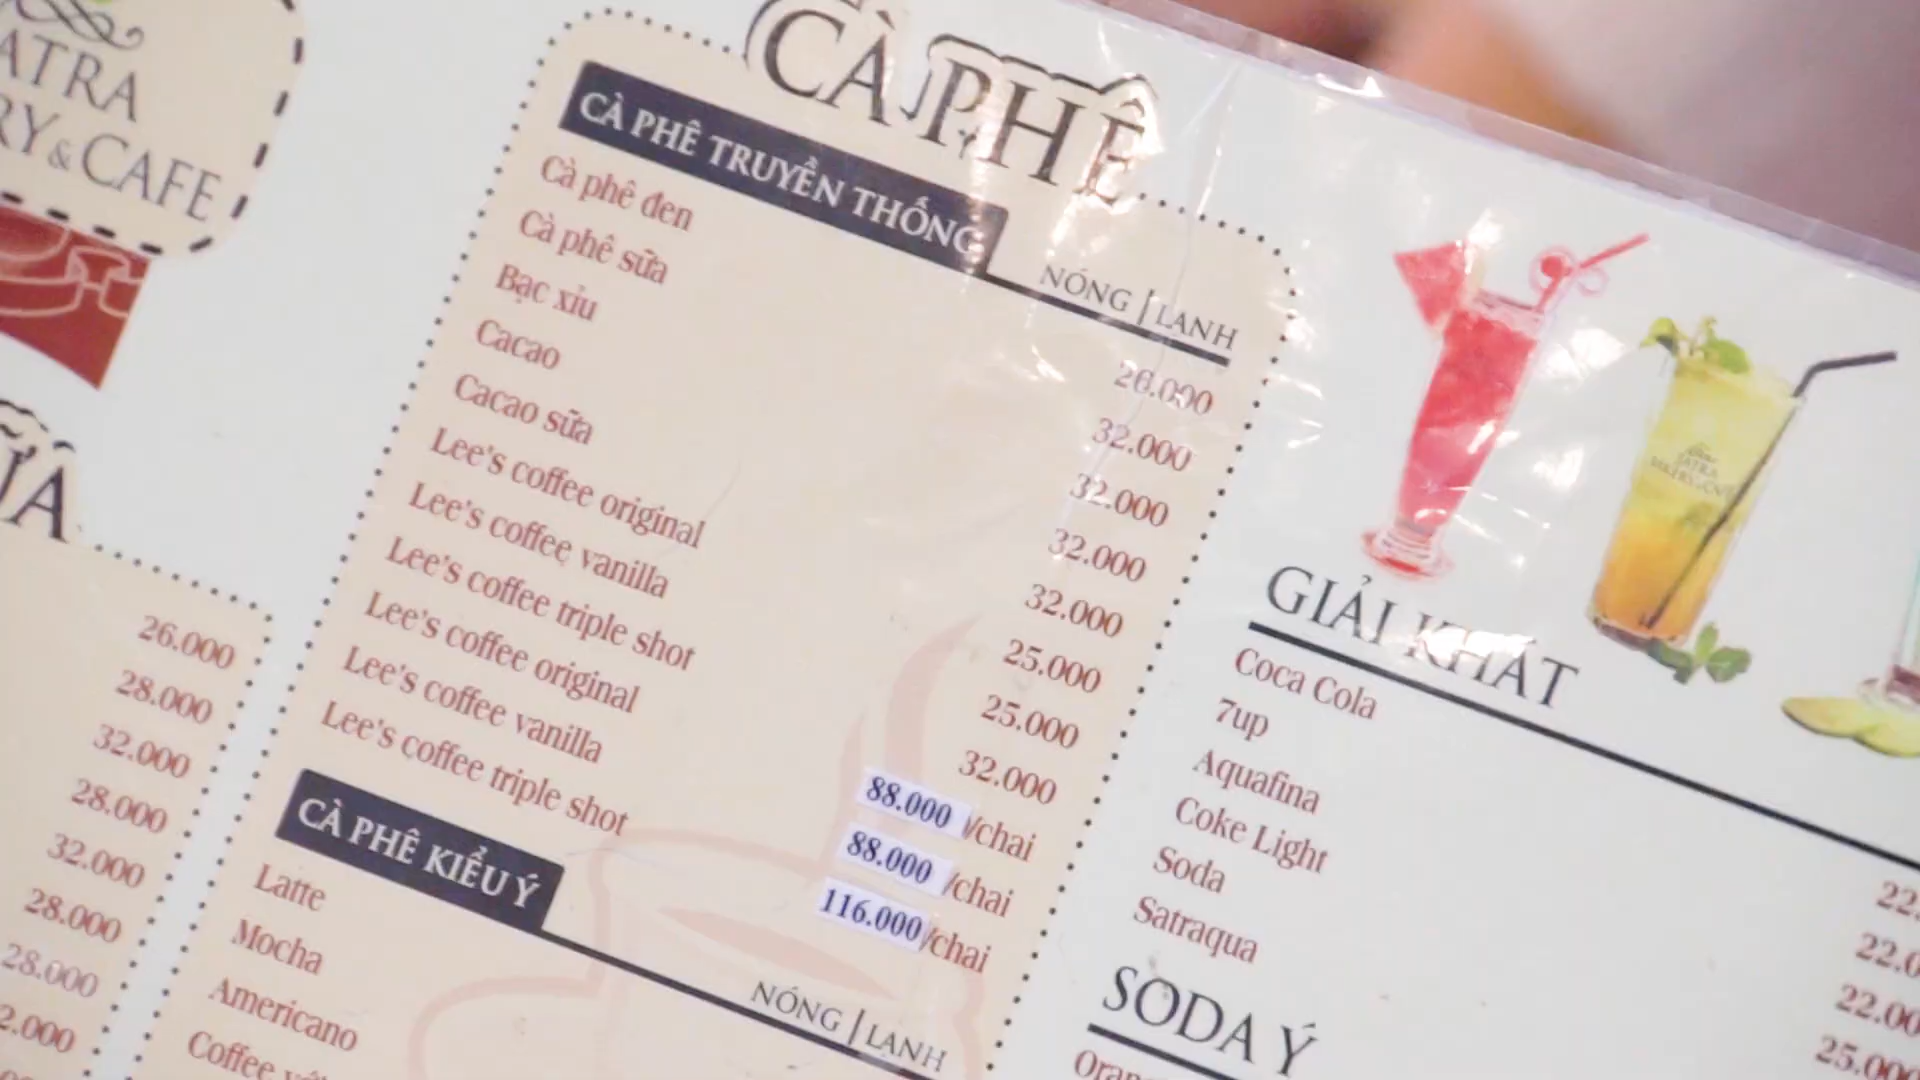 ATRA
RY & CAFE
26.000
28.000
32.000
28.000
32.000
28.000
28.000
CÀ PHÊ
CÀ PHÊ TRUYỀN THỐNG
NÓNG | LẠNH
Cà phê đen 26.000
Cà phê sữa 32.000
Bạc xỉu 32.000
Cacao 32.000
Cacao sữa 32.000
Lee's coffee original 25.000
Lee's coffee vanilla 25.000
Lee's coffee triple shot 32.000
Lee's coffee original 88.000 /chai
Lee's coffee vanilla 88.000 /chai
Lee's coffee triple shot 116.000 /chai
CÀ PHÊ KIỂU Ý
NÓNG | LẠNH
Latte
Mocha
Americano
Coffee
GIẢI KHÁT
Coca Cola
7up
Aquafina
Coke Light
Soda
Satraqua
SODA Ý